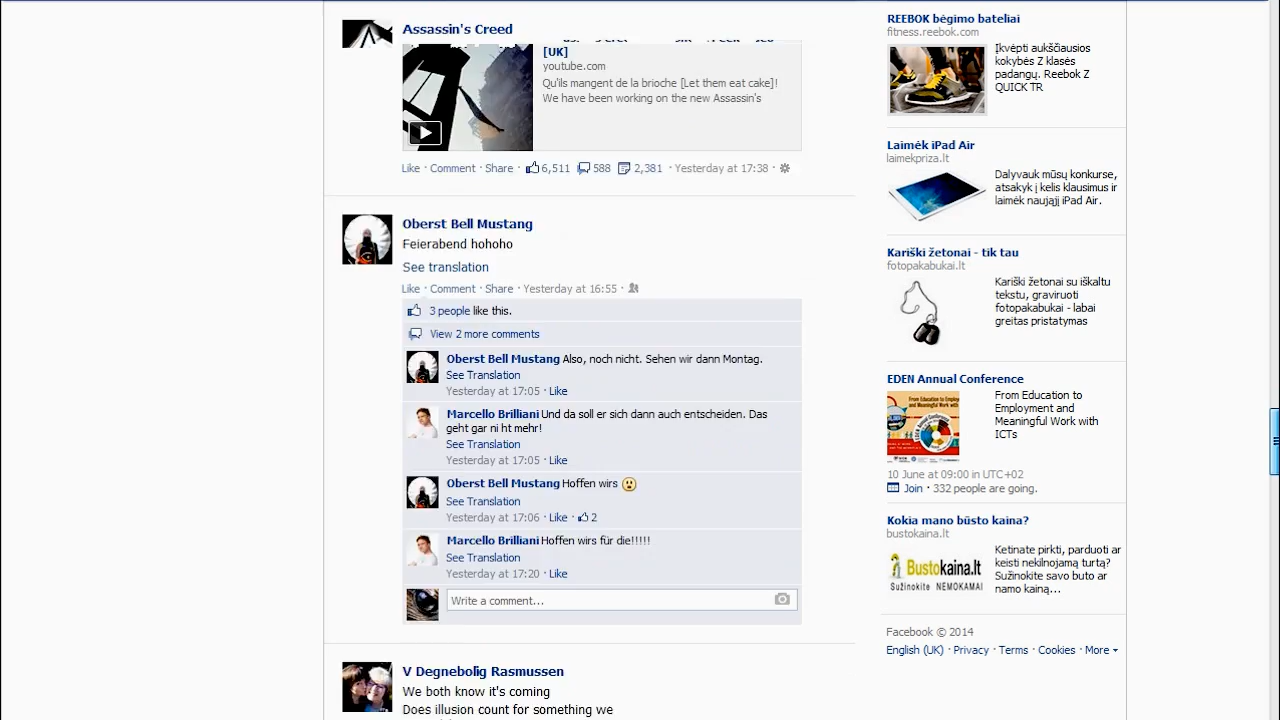 Assassin's Creed
[UK]
youtube.com
Qu'ils mangent de la brioche [Let them eat cake]!
We have been working on the new Assassin's
Like · Comment · Share · 6,511 588 2,381 · Yesterday at 17:38 ·
Oberst Bell Mustang
Feierabend hohoho
See translation
Like · Comment · Share · Yesterday at 16:55 ·
3 people like this.
View 2 more comments
Oberst Bell Mustang Also, noch nicht. Sehen wir dann Montag.
See Translation
Yesterday at 17:05 · Like
Marcello Brilliani Und da soll er sich dann auch entscheiden. Das
geht gar ni ht mehr!
See Translation
Yesterday at 17:05 · Like
Oberst Bell Mustang Hoffen wirs
See Translation
Yesterday at 17:06 · Like · 2
Marcello Brilliani Hoffen wirs für die!!!!!
See Translation
Yesterday at 17:20 · Like
Write a comment...
V Degnebolig Rasmussen
We both know it's coming
Does illusion count for something we
REEBOK bėgimo bateliai
fitness.reebok.com
Įkvėpti aukščiausios
kokybės Z klasės
padangų. Reebok Z
QUICK TR
Laimėk iPad Air
laimekpriza.lt
Dalyvauk mūsų konkurse,
atsakyk į kelis klausimus ir
laimėk naująjį iPad Air.
Kariški žetonai - tik tau
fotopakabukai.lt
Kariški žetonai su iškaltu
tekstu, graviruoti
fotopakabukai - labai
greitas pristatymas
EDEN Annual Conference
From Education to
Employment and
Meaningful Work with
ICTs
10 June at 09:00 in UTC+02
Join · 332 people are going.
Kokia mano būsto kaina?
bustokaina.lt
Bustokaina.lt
Sužinokite NEMOKAMAI
Ketinate pirkti, parduoti ar
keisti nekilnojamą turtą?
Sužinokite savo buto ar
namo kainą...
Facebook © 2014
English (UK) · Privacy · Terms · Cookies · More